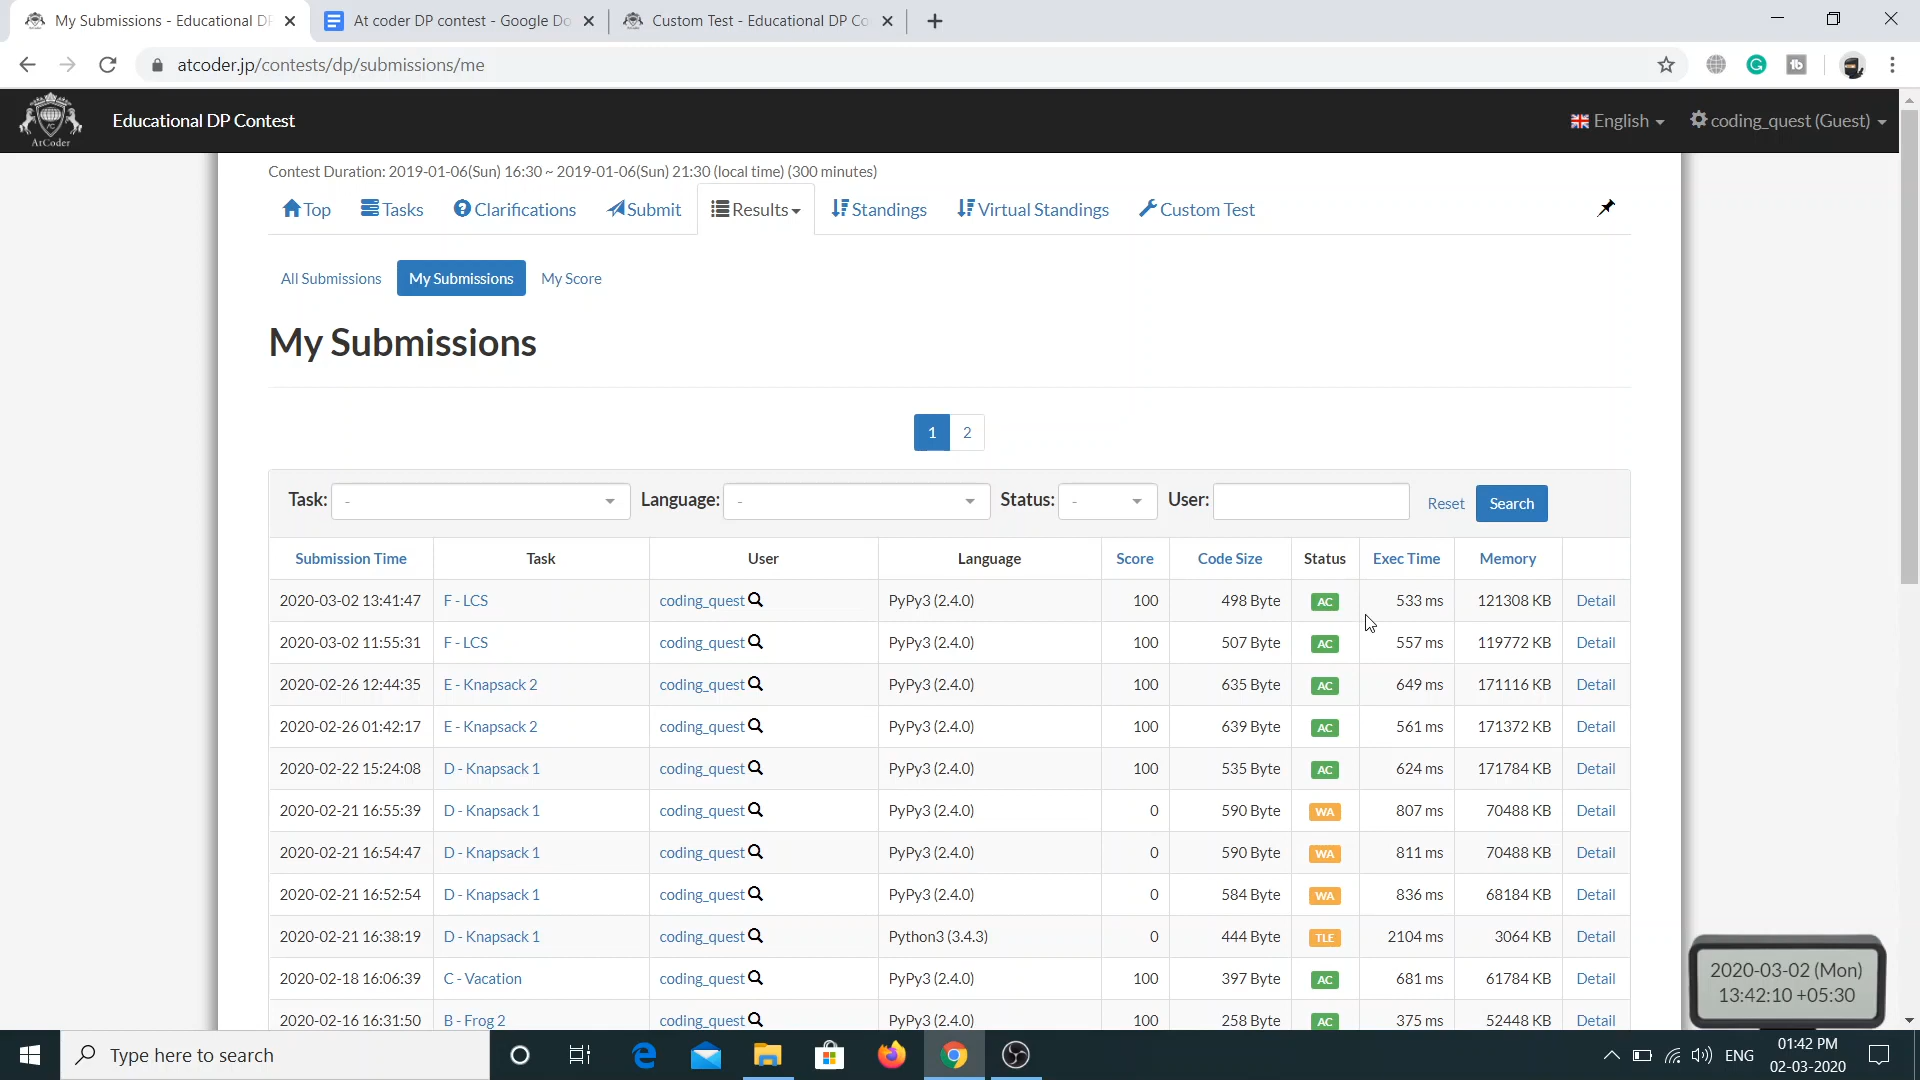 My Submissions - Educational DP
At coder DP contest - Google Do
Custom Test - Educational DP Co
atcoder.jp/contests/dp/submissions/me
AtCoder
Educational DP Contest
English
coding_quest (Guest)
Contest Duration: 2019-01-06(Sun) 16:30 ~ 2019-01-06(Sun) 21:30 (local time) (300 minutes)
Top Tasks Clarifications Submit Results Standings Virtual Standings Custom Test
All Submissions My Submissions My Score
My Submissions
1 2
Task: - Language: - Status: - User: Reset Search
Submission Time Task User Language Score Code Size Status Exec Time Memory
2020-03-02 13:41:47 F - LCS coding_quest PyPy3 (2.4.0) 100 498 Byte AC 533 ms 121308 KB Detail
2020-03-02 11:55:31 F - LCS coding_quest PyPy3 (2.4.0) 100 507 Byte AC 557 ms 119772 KB Detail
2020-02-26 12:44:35 E - Knapsack 2 coding_quest PyPy3 (2.4.0) 100 635 Byte AC 649 ms 171116 KB Detail
2020-02-26 01:42:17 E - Knapsack 2 coding_quest PyPy3 (2.4.0) 100 639 Byte AC 561 ms 171372 KB Detail
2020-02-22 15:24:08 D - Knapsack 1 coding_quest PyPy3 (2.4.0) 100 535 Byte AC 624 ms 171784 KB Detail
2020-02-21 16:55:39 D - Knapsack 1 coding_quest PyPy3 (2.4.0) 0 590 Byte WA 807 ms 70488 KB Detail
2020-02-21 16:54:47 D - Knapsack 1 coding_quest PyPy3 (2.4.0) 0 590 Byte WA 811 ms 70488 KB Detail
2020-02-21 16:52:54 D - Knapsack 1 coding_quest PyPy3 (2.4.0) 0 584 Byte WA 836 ms 68184 KB Detail
2020-02-21 16:38:19 D - Knapsack 1 coding_quest Python3 (3.4.3) 0 444 Byte TLE 2104 ms 3064 KB Detail
2020-02-18 16:06:39 C - Vacation coding_quest PyPy3 (2.4.0) 100 397 Byte AC 681 ms 61784 KB Detail
2020-02-16 16:31:50 B - Frog 2 coding_quest PyPy3 (2.4.0) 100 258 Byte AC 375 ms 52448 KB Detail
2020-03-02 (Mon)
13:42:10 +05:30
Type here to search
ENG
01:42 PM
02-03-2020